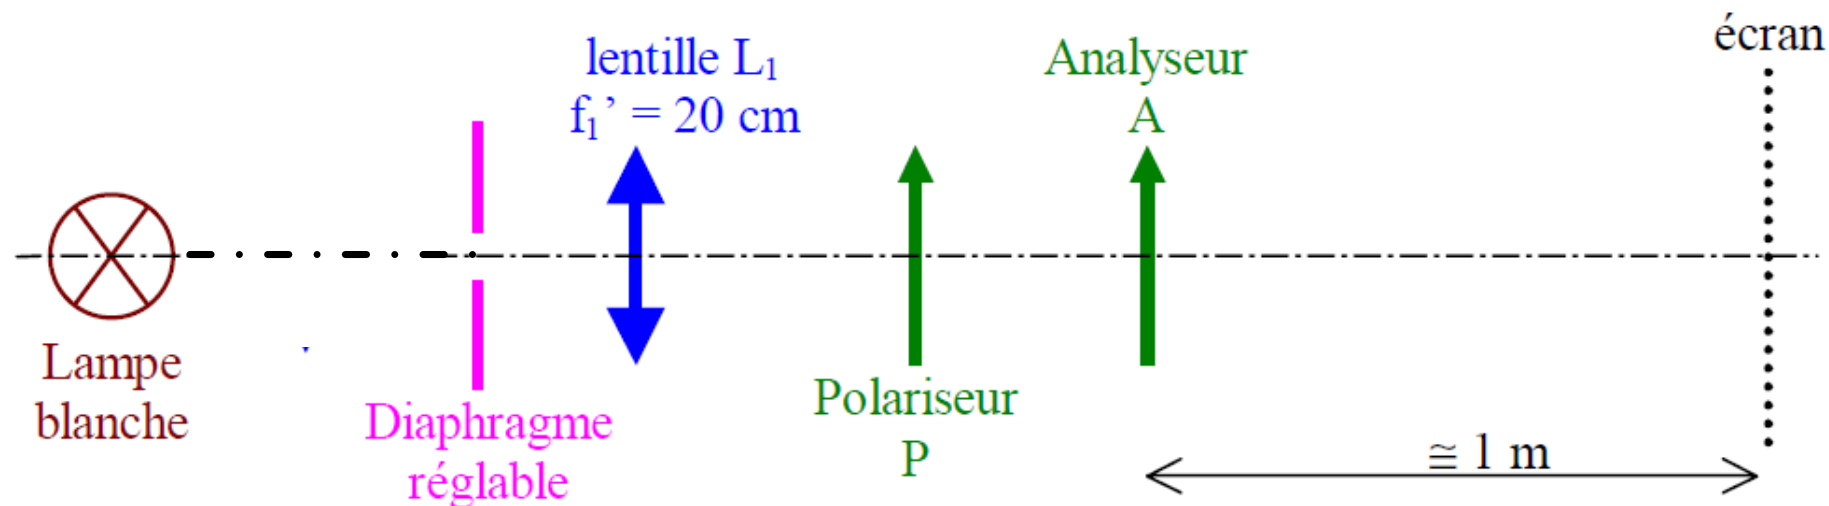 écran
lentille L₁
f₁’ = 20 cm
Analyseur
A
Lampe
blanche
Diaphragme
réglable
Polariseur
P
≅ 1 m